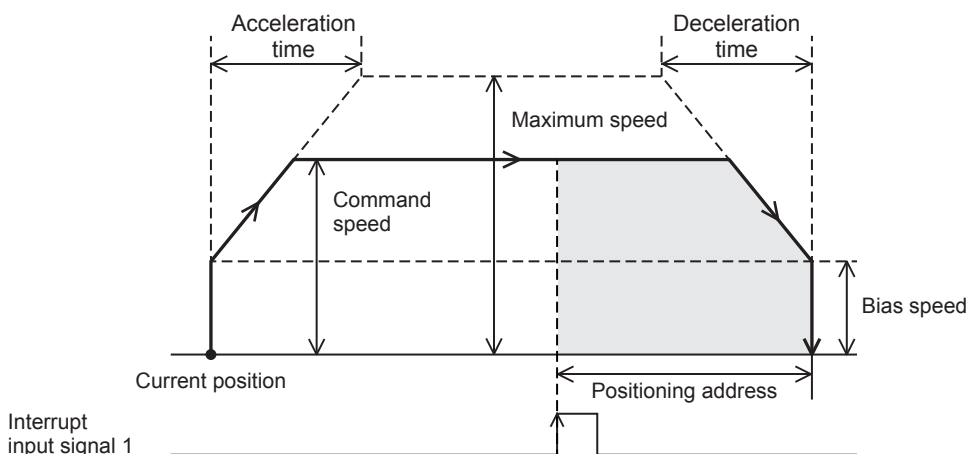 Acceleration
time
Deceleration
time
Maximum speed
Command
speed
Bias speed
Current position
Positioning address
Interrupt
input signal 1